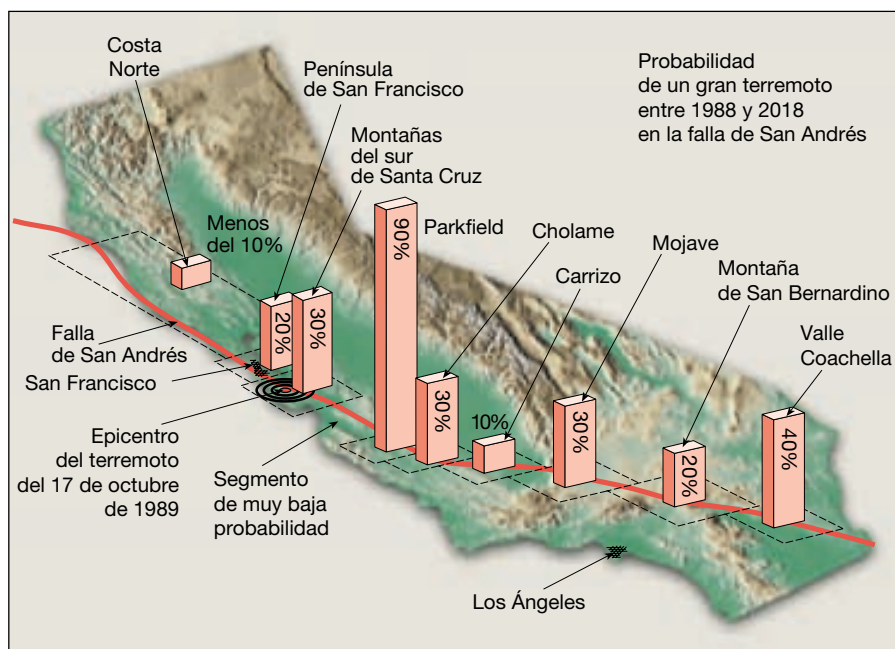 Costa
Norte
Península
de San Francisco
Probabilidad
de un gran terremoto
entre 1988 y 2018
en la falla de San Andrés
Montañas
del sur
de Santa Cruz
Menos
del 10%
90%
Parkfield
Cholame
Carrizo
Mojave
Montaña
de San Bernardino
Valle
Coachella
20%
30%
30%
10%
30%
20%
40%
Falla
de San Andrés
San Francisco
Epicentro
del terremoto
del 17 de octubre
de 1989
Segmento
de muy baja
probabilidad
Los Ángeles